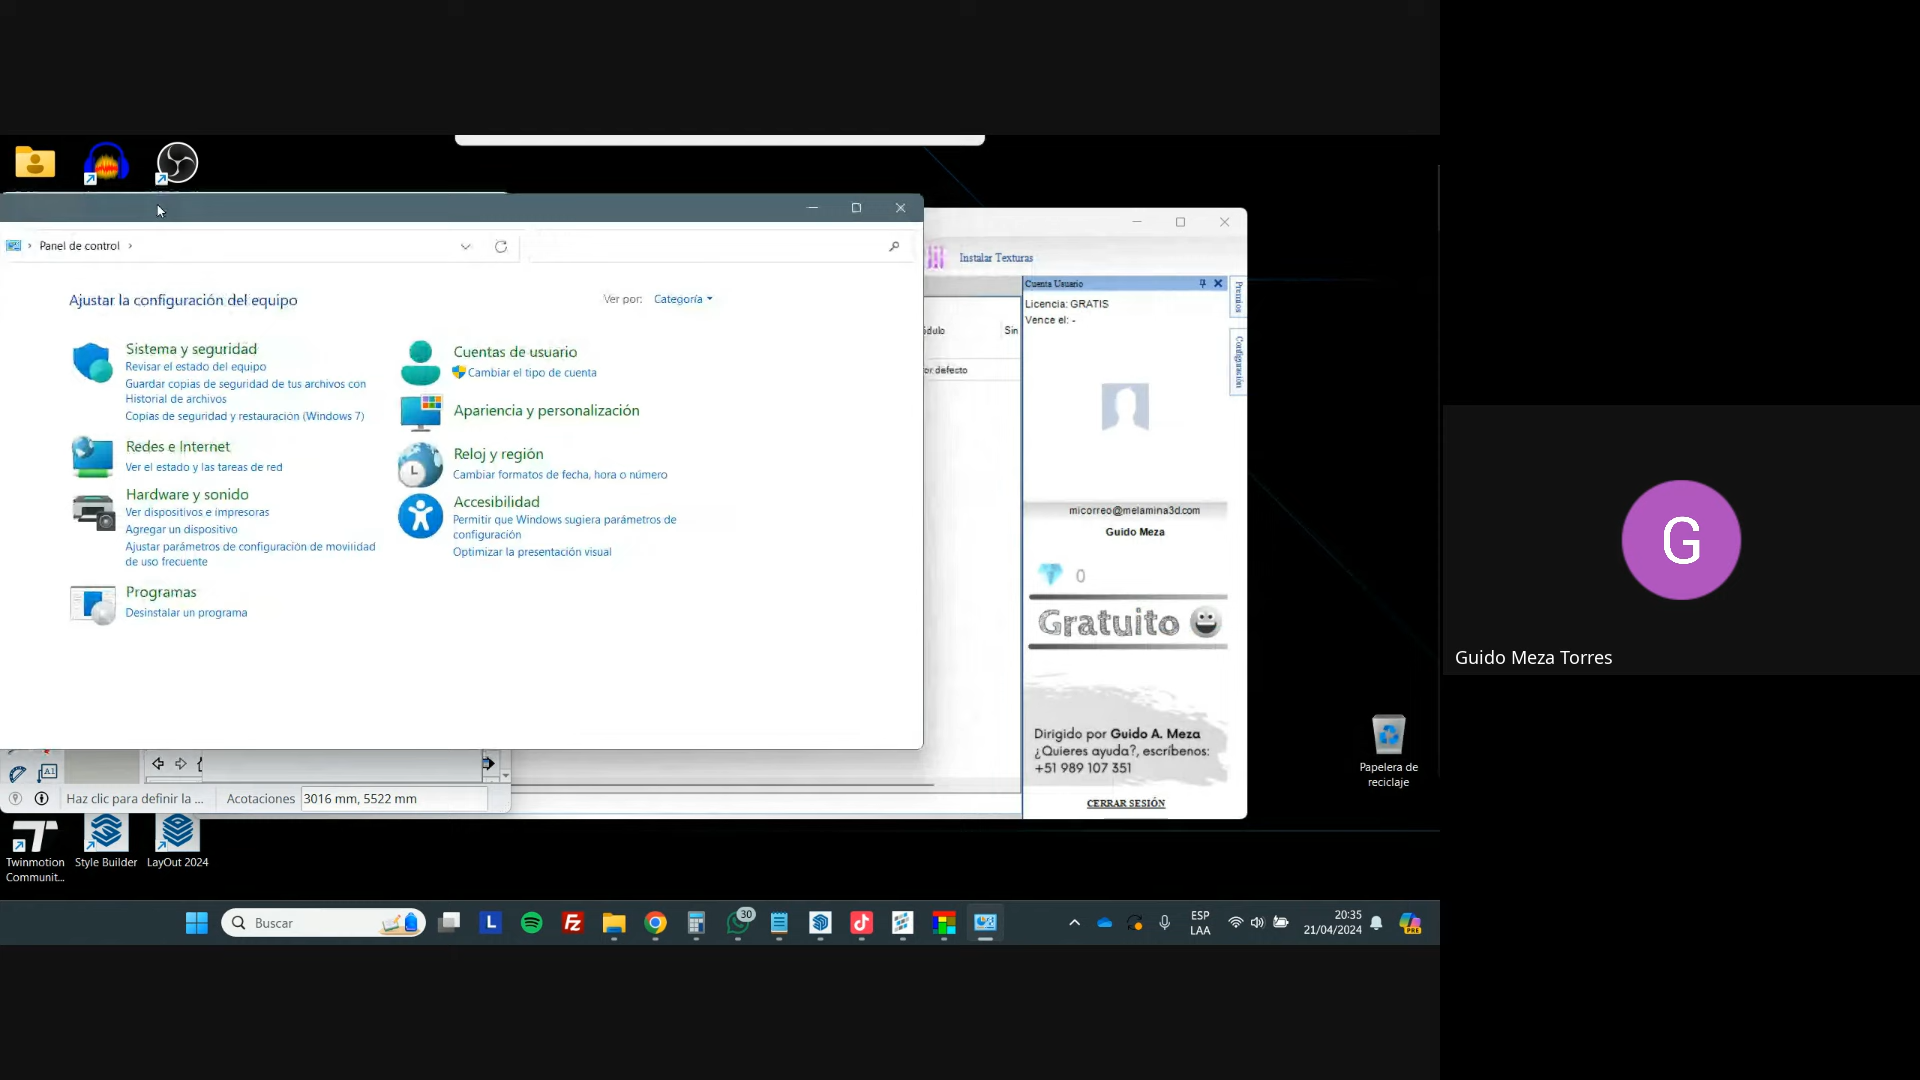 Panel de control
Ajustar la configuración del equipo
Ver por:
Categoría
Sistema y seguridad
Revisar el estado del equipo
Guardar copias de seguridad de tus archivos con
Historial de archivos
Copias de seguridad y restauración (Windows 7)
Redes e Internet
Ver el estado y las tareas de red
Hardware y sonido
Ver dispositivos e impresoras
Agregar un dispositivo
Ajustar parámetros de configuración de movilidad
de uso frecuente
Programas
Desinstalar un programa
Cuentas de usuario
Cambiar el tipo de cuenta
Apariencia y personalización
Reloj y región
Cambiar formatos de fecha, hora o número
Accesibilidad
Permitir que Windows sugiera parámetros de
configuración
Optimizar la presentación visual
Instalar Texturas
Cuenta Usuario
Licencia: GRATIS
Vence el: -
Sin
or defecto
Premios
Configuración
micorreo@melamina3d.com
Guido Meza
0
Gratuito
Dirigido por Guido A. Meza
¿Quieres ayuda?, escríbenos:
+51 989 107 351
CERRAR SESIÓN
Haz clic para definir la ...
Acotaciones
3016 mm, 5522 mm
Twinmotion
Communit...
Style Builder
LayOut 2024
Papelera de
reciclaje
Buscar
L
FZ
30
ESP
LAA
20:35
21/04/2024
PRE
G
Guido Meza Torres